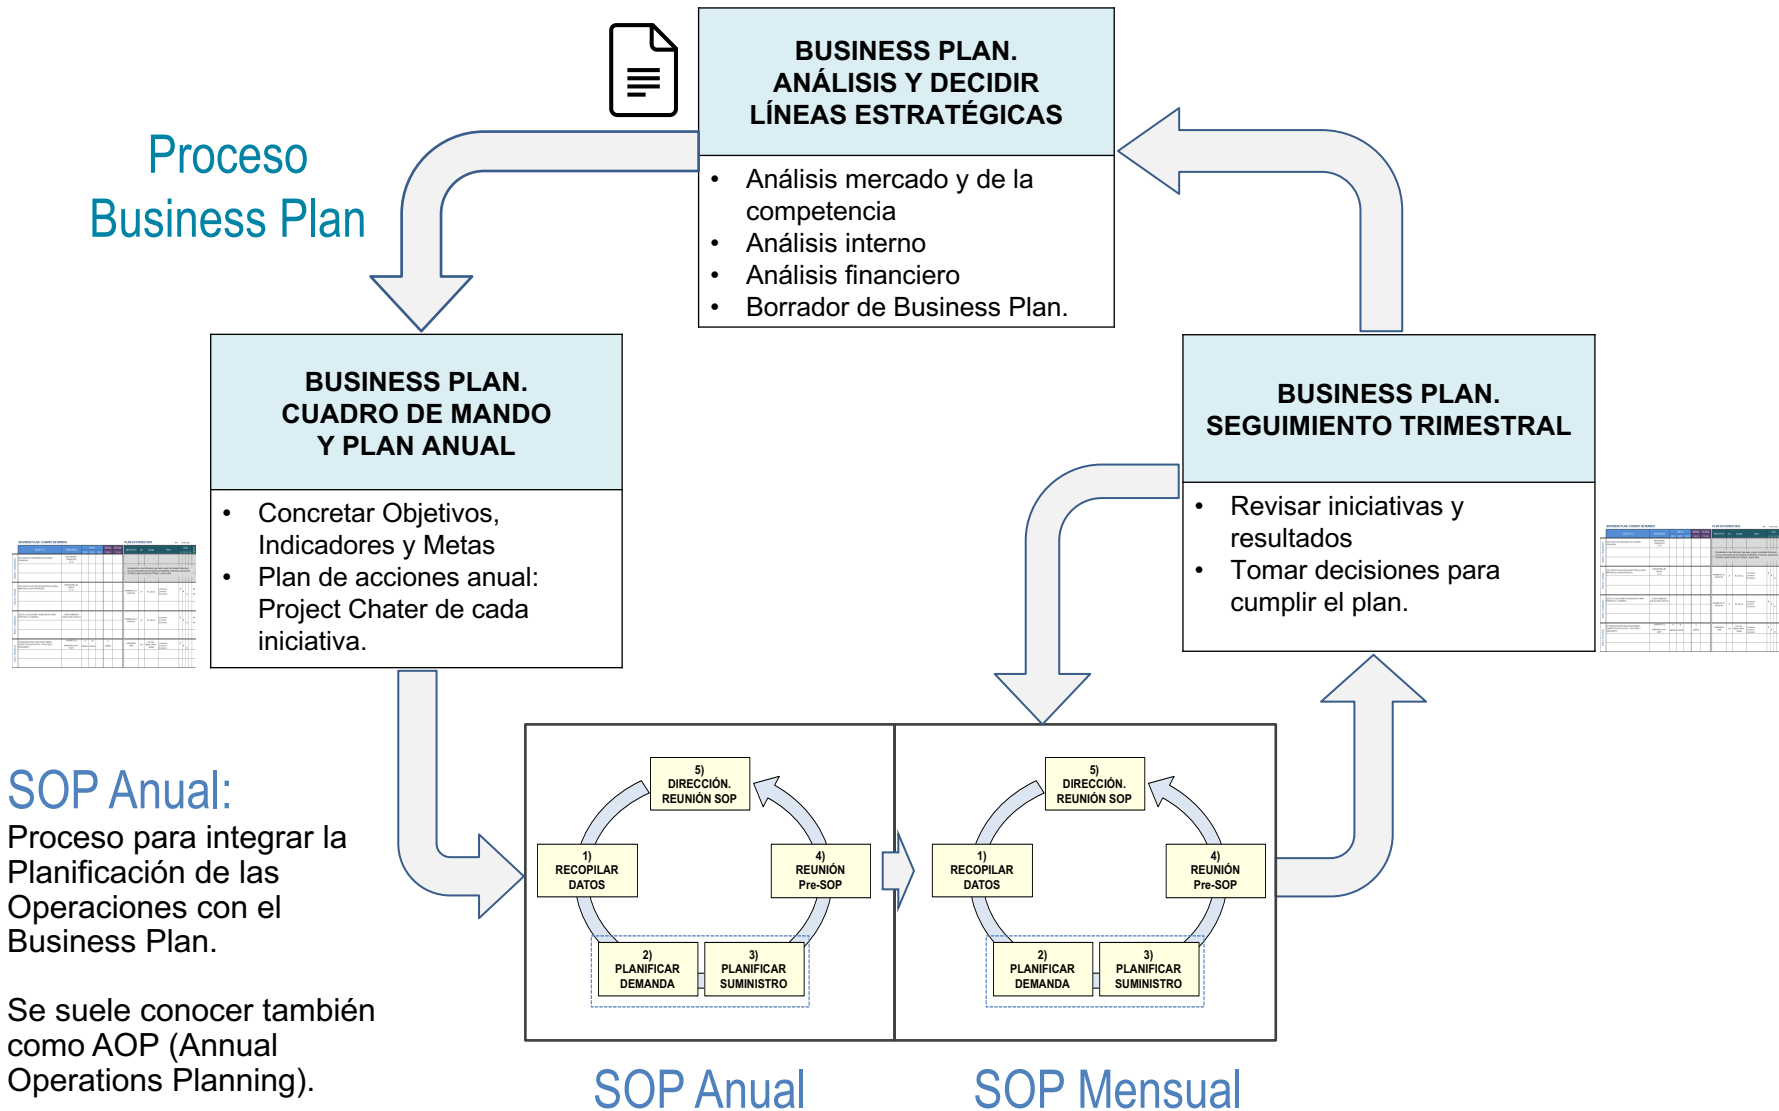 Proceso
Business Plan
BUSINESS PLAN.
ANÁLISIS Y DECIDIR
LÍNEAS ESTRATÉGICAS
• Análisis mercado y de la
competencia
• Análisis interno
• Análisis financiero
• Borrador de Business Plan.
BUSINESS PLAN.
CUADRO DE MANDO
Y PLAN ANUAL
• Concretar Objetivos,
Indicadores y Metas
• Plan de acciones anual:
Project Chater de cada
iniciativa.
BUSINESS PLAN.
SEGUIMIENTO TRIMESTRAL
• Revisar iniciativas y
resultados
• Tomar decisiones para
cumplir el plan.
SOP Anual:
Proceso para integrar la
Planificación de las
Operaciones con el
Business Plan.
Se suele conocer también
como AOP (Annual
Operations Planning).
5)
DIRECCIÓN.
REUNIÓN SOP
1)
RECOPILAR
DATOS
4)
REUNIÓN
Pre-SOP
2)
PLANIFICAR
DEMANDA
3)
PLANIFICAR
SUMINISTRO
SOP Anual
5)
DIRECCIÓN.
REUNIÓN SOP
1)
RECOPILAR
DATOS
4)
REUNIÓN
Pre-SOP
2)
PLANIFICAR
DEMANDA
3)
PLANIFICAR
SUMINISTRO
SOP Mensual